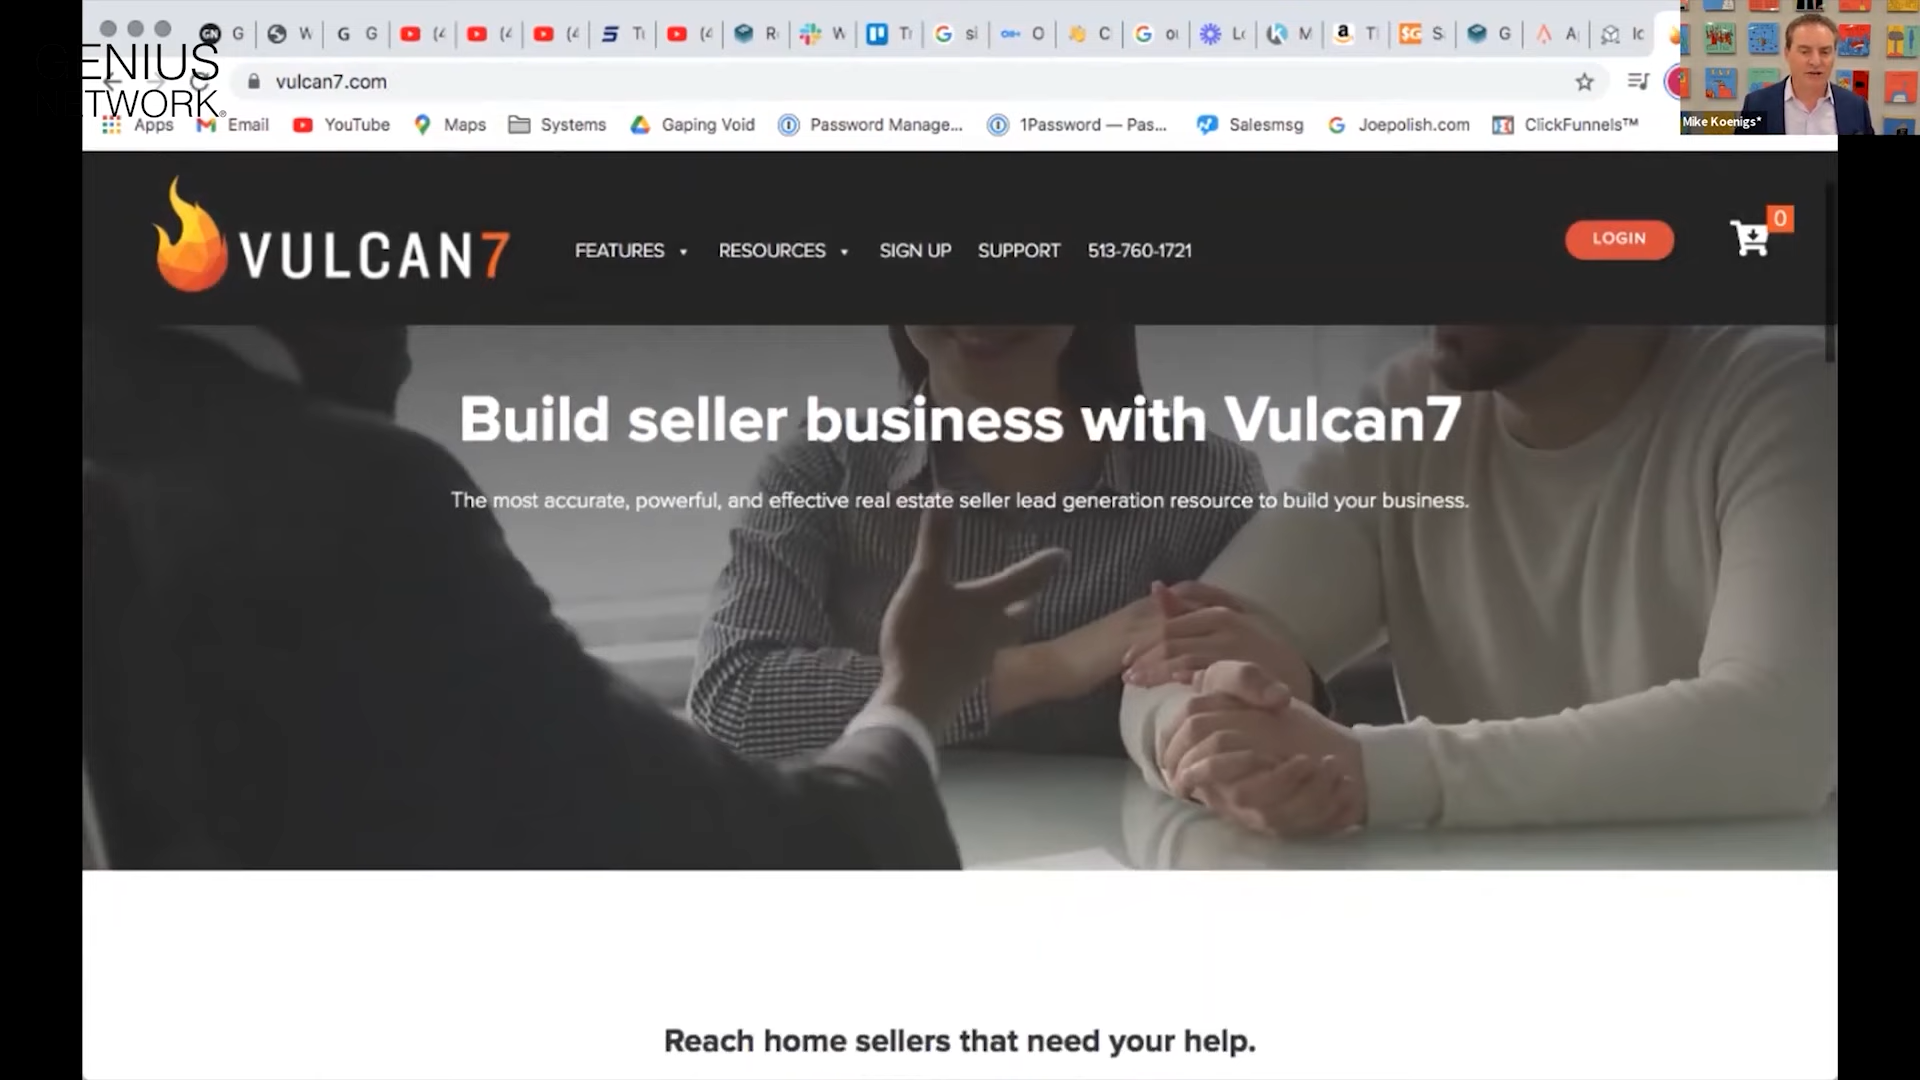 GENIUS
NETWORK®
vulcan7.com
Apps Email YouTube Maps Systems Gaping Void Password Manage... 1Password — Pas... Salesmsg Joepolish.com ClickFunnels™
Mike Koenigs*
VULCAN7
FEATURES RESOURCES SIGN UP SUPPORT 513-760-1721 LOGIN 0
Build seller business with Vulcan7
The most accurate, powerful, and effective real estate seller lead generation resource to build your business.
Reach home sellers that need your help.